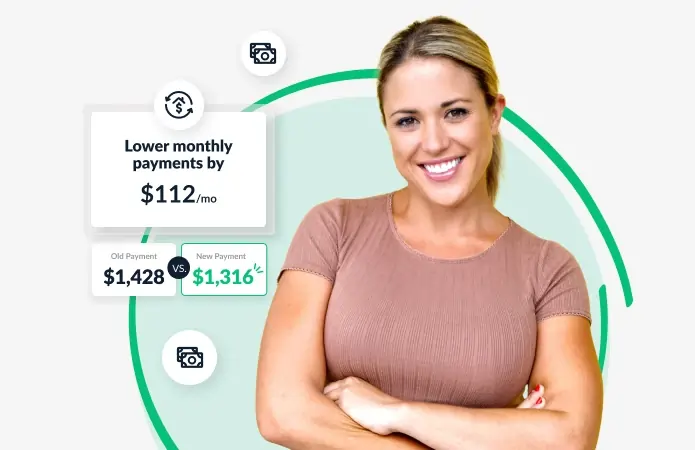 Lower monthly
payments by
$112/mo
Old Payment
$1,428
VS.
New Payment
$1,316